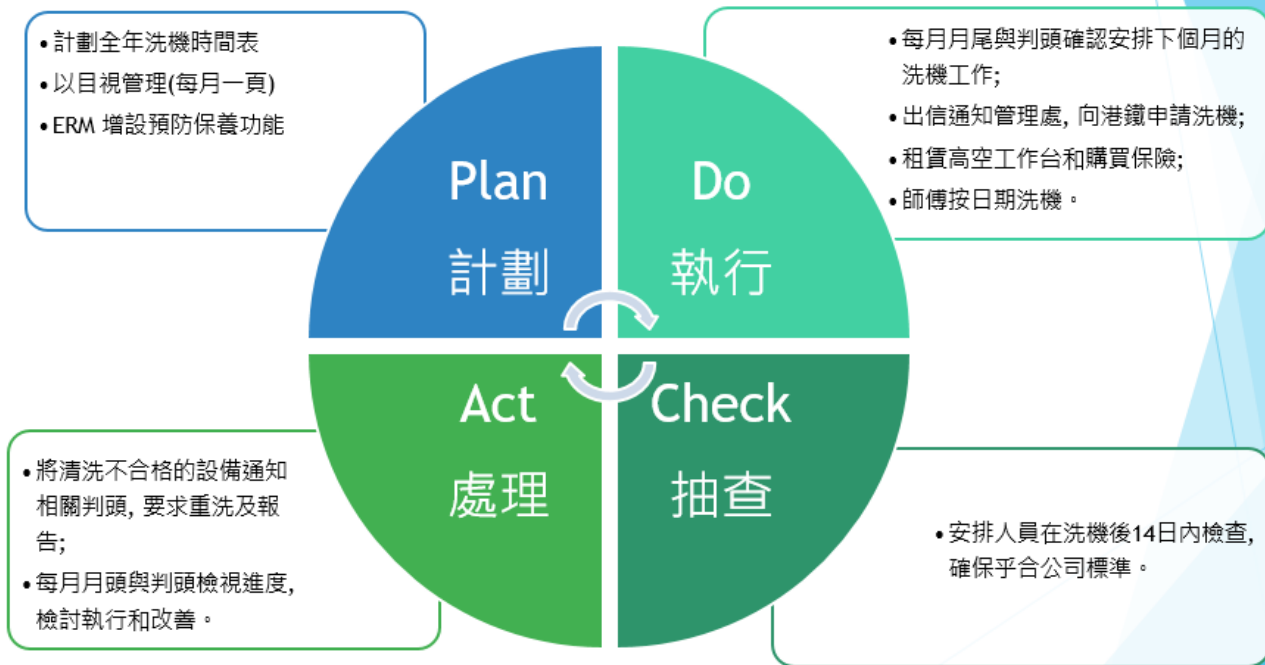 • 計劃全年洗機時間表
• 以目視管理(每月一頁)
• ERM 增設預防保養功能
• 每月月尾與判頭確認安排下個月的
洗機工作;
• 出信通知管理處, 向港鐵申請洗機;
• 租賃高空工作台和購買保險;
• 師傅按日期洗機。
Plan
計劃
Do
執行
Act
處理
Check
抽查
• 將清洗不合格的設備通知
相關判頭, 要求重洗及報
告;
• 每月月頭與判頭檢視進度,
檢討執行和改善。
• 安排人員在洗機後14日內檢查,
確保乎合公司標準。